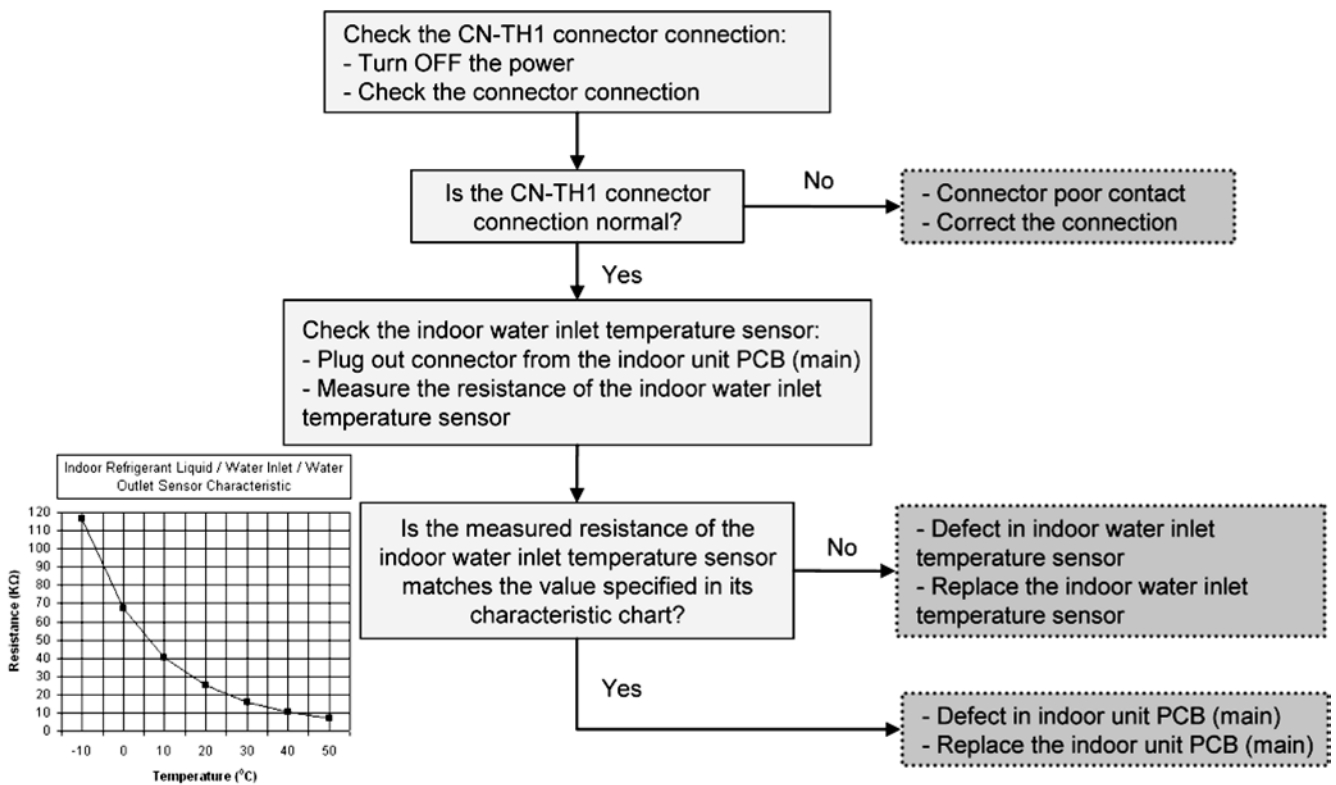 Check the CN-TH1 connector connection:
- Turn OFF the power
- Check the connector connection
Is the CN-TH1 connector
connection normal?
No
- Connector poor contact
- Correct the connection
Yes
Check the indoor water inlet temperature sensor:
- Plug out connector from the indoor unit PCB (main)
- Measure the resistance of the indoor water inlet
temperature sensor
Indoor Refrigerant Liquid / Water Inlet / Water
Outlet Sensor Characteristic
120
110
100
90
80
70
60
50
40
30
20
10
0
Resistance (KΩ)
-10 0 10 20 30 40 50
Temperature (°C)
Is the measured resistance of the
indoor water inlet temperature sensor
matches the value specified in its
characteristic chart?
No
- Defect in indoor water inlet
temperature sensor
- Replace the indoor water inlet
temperature sensor
Yes
- Defect in indoor unit PCB (main)
- Replace the indoor unit PCB (main)